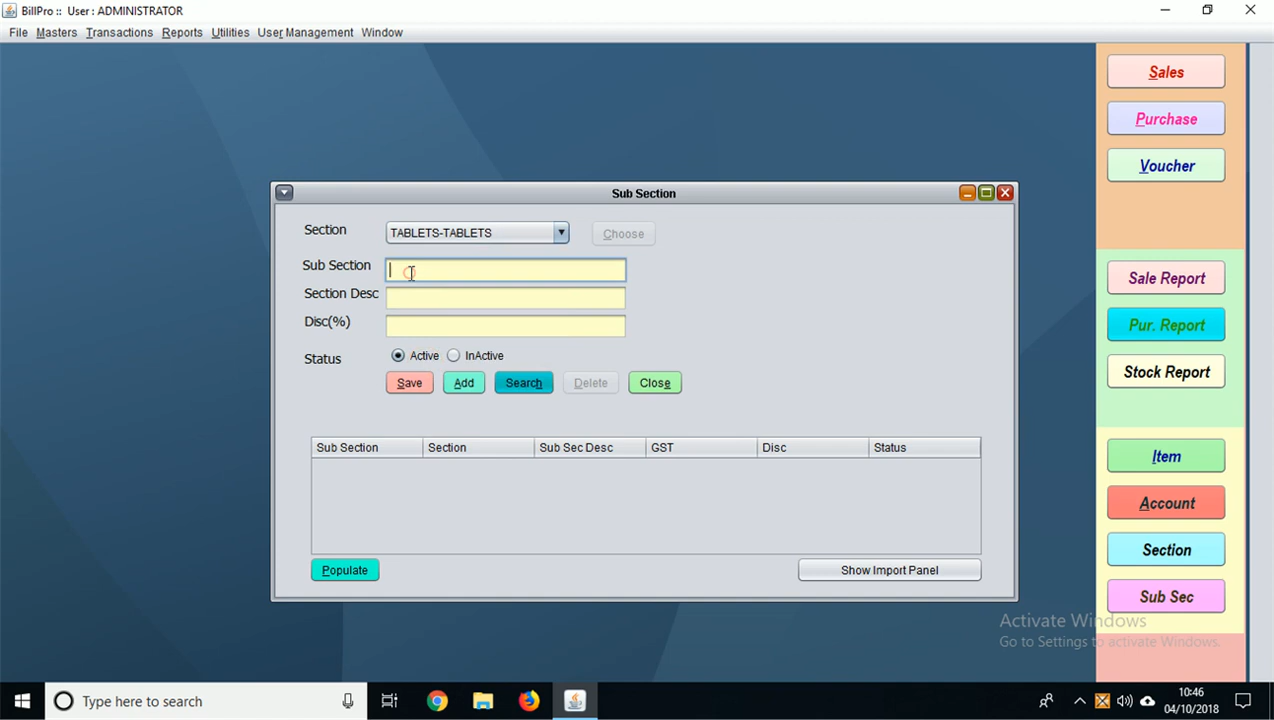 BillPro :: User : ADMINISTRATOR
File Masters Transactions Reports Utilities User Management Window
Sales
Purchase
Voucher
Sub Section
Section TABLETS-TABLETS Choose
Sub Section
Section Desc
Disc(%)
Status Active InActive
Save Add Search Delete Close
Sub Section Section Sub Sec Desc GST Disc Status
Populate Show Import Panel
Sale Report
Pur. Report
Stock Report
Item
Account
Section
Sub Sec
Activate Windows
Go to Settings to activate Windows.
Type here to search
10:46
04/10/2018